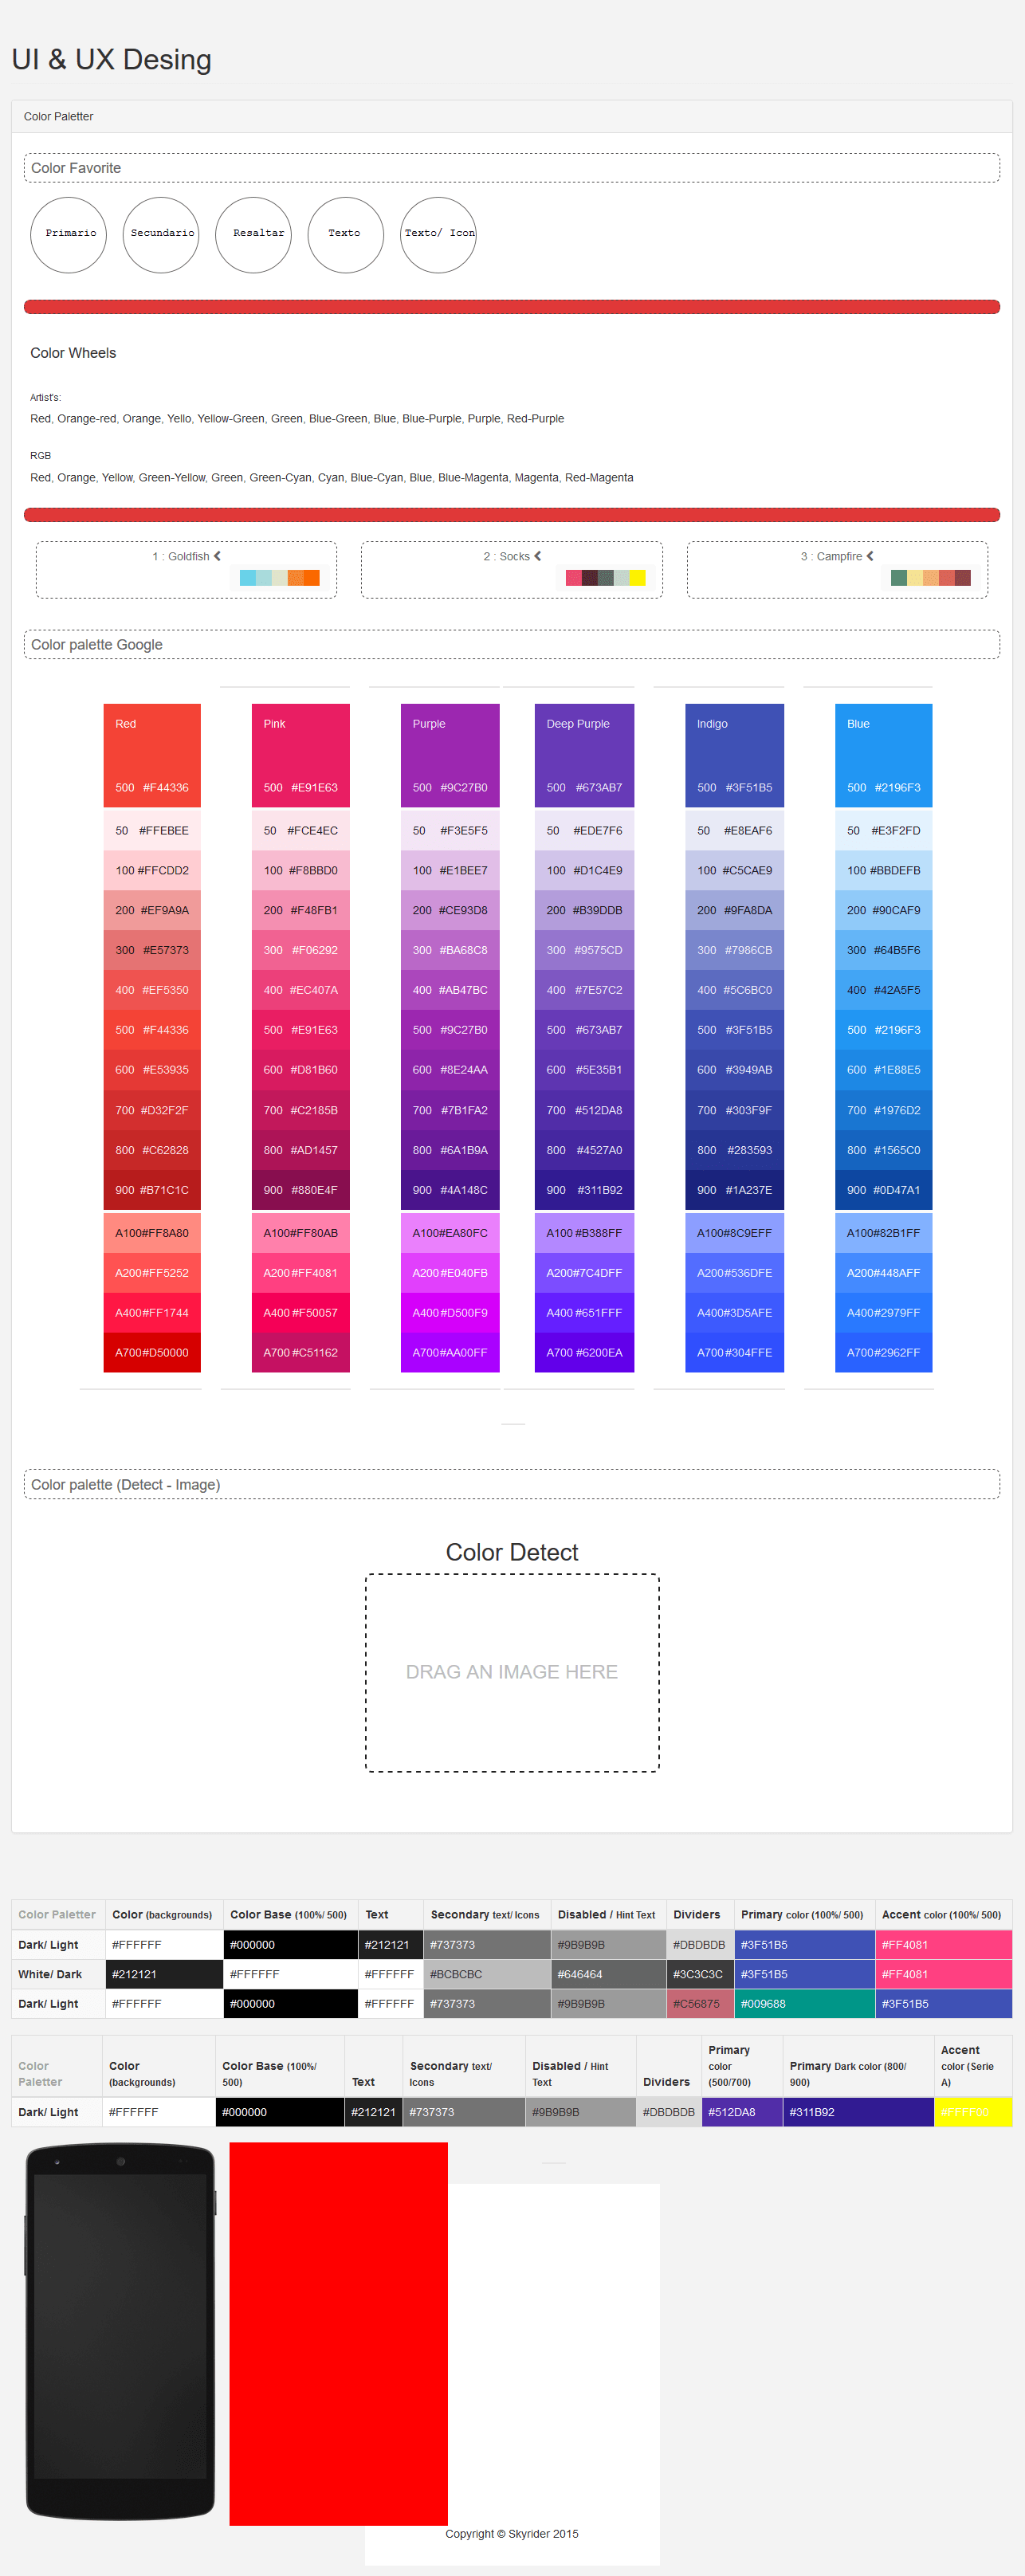 UI & UX Desing
Color Paletter
Color Favorite
Primario Secundario Resaltar Texto Texto/ Icon
Color Wheels
Artist's:
Red, Orange-red, Orange, Yello, Yellow-Green, Green, Blue-Green, Blue, Blue-Purple, Purple, Red-Purple
RGB
Red, Orange, Yellow, Green-Yellow, Green, Green-Cyan, Cyan, Blue-Cyan, Blue, Blue-Magenta, Magenta, Red-Magenta
1 : Goldfish 2 : Socks 3 : Campfire
Color palette Google
Red Pink Purple Deep Purple Indigo Blue
500 #F44336 500 #E91E63 500 #9C27B0 500 #673AB7 500 #3F51B5 500 #2196F3
50 #FFEBEE 50 #FCE4EC 50 #F3E5F5 50 #EDE7F6 50 #E8EAF6 50 #E3F2FD
100 #FFCDD2 100 #F8BBD0 100 #E1BEE7 100 #D1C4E9 100 #C5CAE9 100 #BBDEFB
200 #EF9A9A 200 #F48FB1 200 #CE93D8 200 #B39DDB 200 #9FA8DA 200 #90CAF9
300 #E57373 300 #F06292 300 #BA68C8 300 #9575CD 300 #7986CB 300 #64B5F6
400 #EF5350 400 #EC407A 400 #AB47BC 400 #7E57C2 400 #5C6BC0 400 #42A5F5
500 #F44336 500 #E91E63 500 #9C27B0 500 #673AB7 500 #3F51B5 500 #2196F3
600 #E53935 600 #D81B60 600 #8E24AA 600 #5E35B1 600 #3949AB 600 #1E88E5
700 #D32F2F 700 #C2185B 700 #7B1FA2 700 #512DA8 700 #303F9F 700 #1976D2
800 #C62828 800 #AD1457 800 #6A1B9A 800 #4527A0 800 #283593 800 #1565C0
900 #B71C1C 900 #880E4F 900 #4A148C 900 #311B92 900 #1A237E 900 #0D47A1
A100#FF8A80 A100#FF80AB A100#EA80FC A100 #B388FF A100#8C9EFF A100#82B1FF
A200#FF5252 A200 #FF4081 A200 #E040FB A200#7C4DFF A200#536DFE A200#448AFF
A400#FF1744 A400 #F50057 A400 #D500F9 A400 #651FFF A400#3D5AFE A400#2979FF
A700#D50000 A700 #C51162 A700#AA00FF A700 #6200EA A700#304FFE A700#2962FF
Color palette (Detect - Image)
Color Detect
DRAG AN IMAGE HERE
Color Paletter Color (backgrounds) Color Base (100%/ 500) Text Secondary text/ Icons Disabled / Hint Text Dividers Primary color (100%/ 500) Accent color (100%/ 500)
Dark/ Light #FFFFFF #000000 #212121 #737373 #9B9B9B #DBDBDB #3F51B5 #FF4081
White/ Dark #212121 #FFFFFF #FFFFFF #BCBCBC #646464 #3C3C3C #3F51B5 #FF4081
Dark/ Light #FFFFFF #000000 #FFFFFF #737373 #9B9B9B #C56875 #009688 #3F51B5
Color Paletter Color (backgrounds) Color Base (100%/ 500) Text Secondary text/ Icons Disabled / Hint Text Dividers Primary color (500/700) Primary Dark color (800/ 900) Accent color (Serie A)
Dark/ Light #FFFFFF #000000 #212121 #737373 #9B9B9B #DBDBDB #512DA8 #311B92 #FFFF00
Copyright © Skyrider 2015